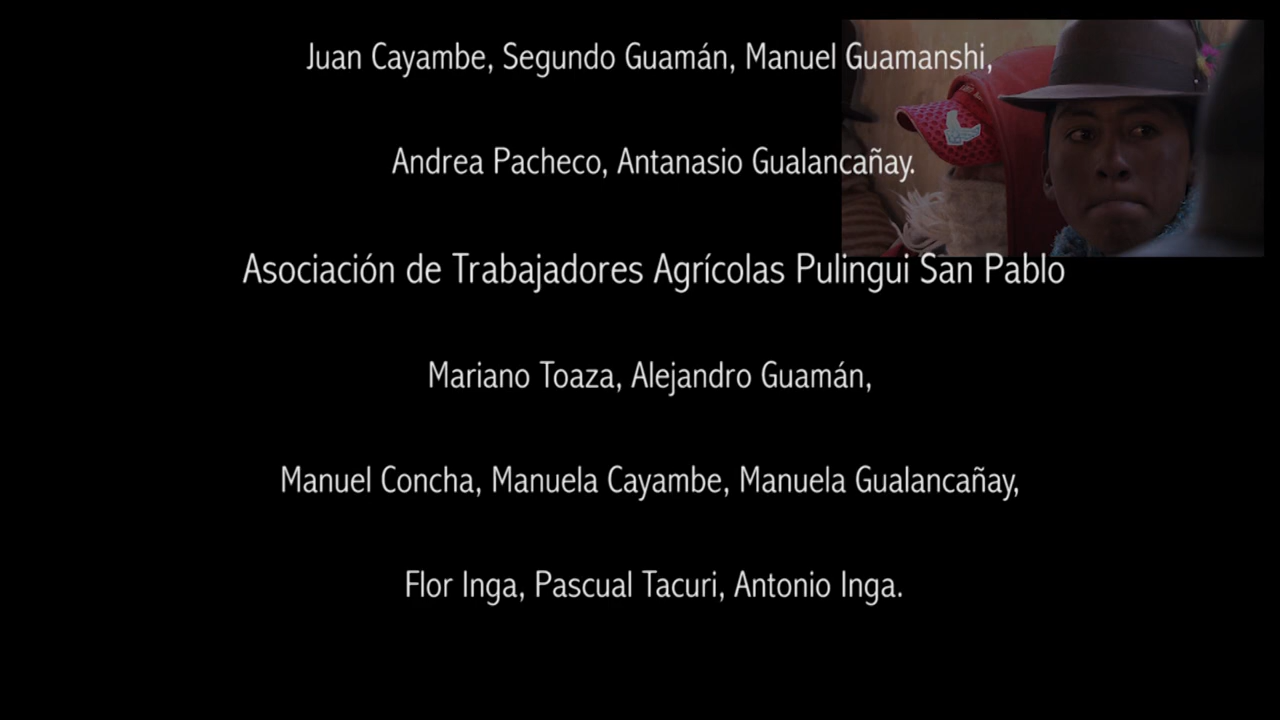 Juan Cayambe, Segundo Guamán, Manuel Guamanshi,
Andrea Pacheco, Antanasio Gualancañay.
Asociación de Trabajadores Agrícolas Pulingui San Pablo
Mariano Toaza, Alejandro Guamán,
Manuel Concha, Manuela Cayambe, Manuela Gualancañay,
Flor Inga, Pascual Tacuri, Antonio Inga.